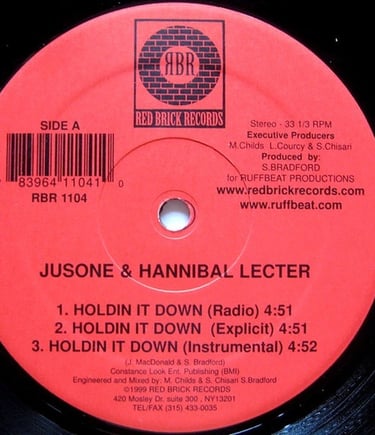 RBR
RED BRICK RECORDS
SIDE A
Stereo - 33 1/3 RPM
Executive Producers
M.Childs L.Courcy & S.Chisari
Produced by:
S.BRADFORD
for RUFFBEAT PRODUCTIONS
www.redbrickrecords.com
www.ruffbeat.com
83964 11041 0
RBR 1104
JUSONE & HANNIBAL LECTER
1. HOLDIN IT DOWN (Radio) 4:51
2. HOLDIN IT DOWN (Explicit) 4:51
3. HOLDIN IT DOWN (Instrumental) 4:52
(J. MacDonald & S. Bradford)
Constance Look Ent. Publishing (BMI)
Engineered and Mixed by: M. Childs & S. Chisari S.Bradford
©1999 RED BRICK RECORDS
420 Mosley Dr. suite 300 , NY13201
TEL/FAX (315) 433-0035